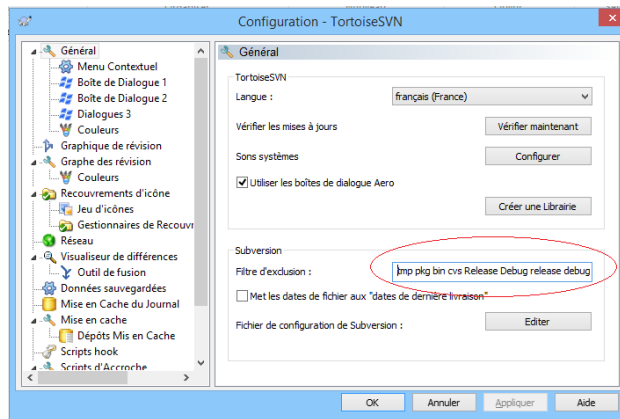 Configuration - TortoiseSVN
Général
Menu Contextuel
Boîte de Dialogue 1
Boîte de Dialogue 2
Dialogues 3
Couleurs
Graphique de révision
Graphe des révision
Couleurs
Recouvrements d'icône
Jeu d'icônes
Gestionnaires de Recouvr
Réseau
Visualiseur de différences
Outil de fusion
Données sauvegardées
Mise en Cache du Journal
Mise en cache
Dépôts Mis en Cache
Scripts hook
Scripts d'Accroche
Général
TortoiseSVN
Langue : français (France)
Vérifier les mises à jours Vérifier maintenant
Sons systèmes Configurer
Utiliser les boîtes de dialogue Aero
Créer une Librairie
Subversion
Filtre d'exclusion : tmp pkg bin cvs Release Debug release debug
Met les dates de fichier aux "dates de dernière livraison"
Fichier de configuration de Subversion : Editer
OK Annuler Appliquer Aide